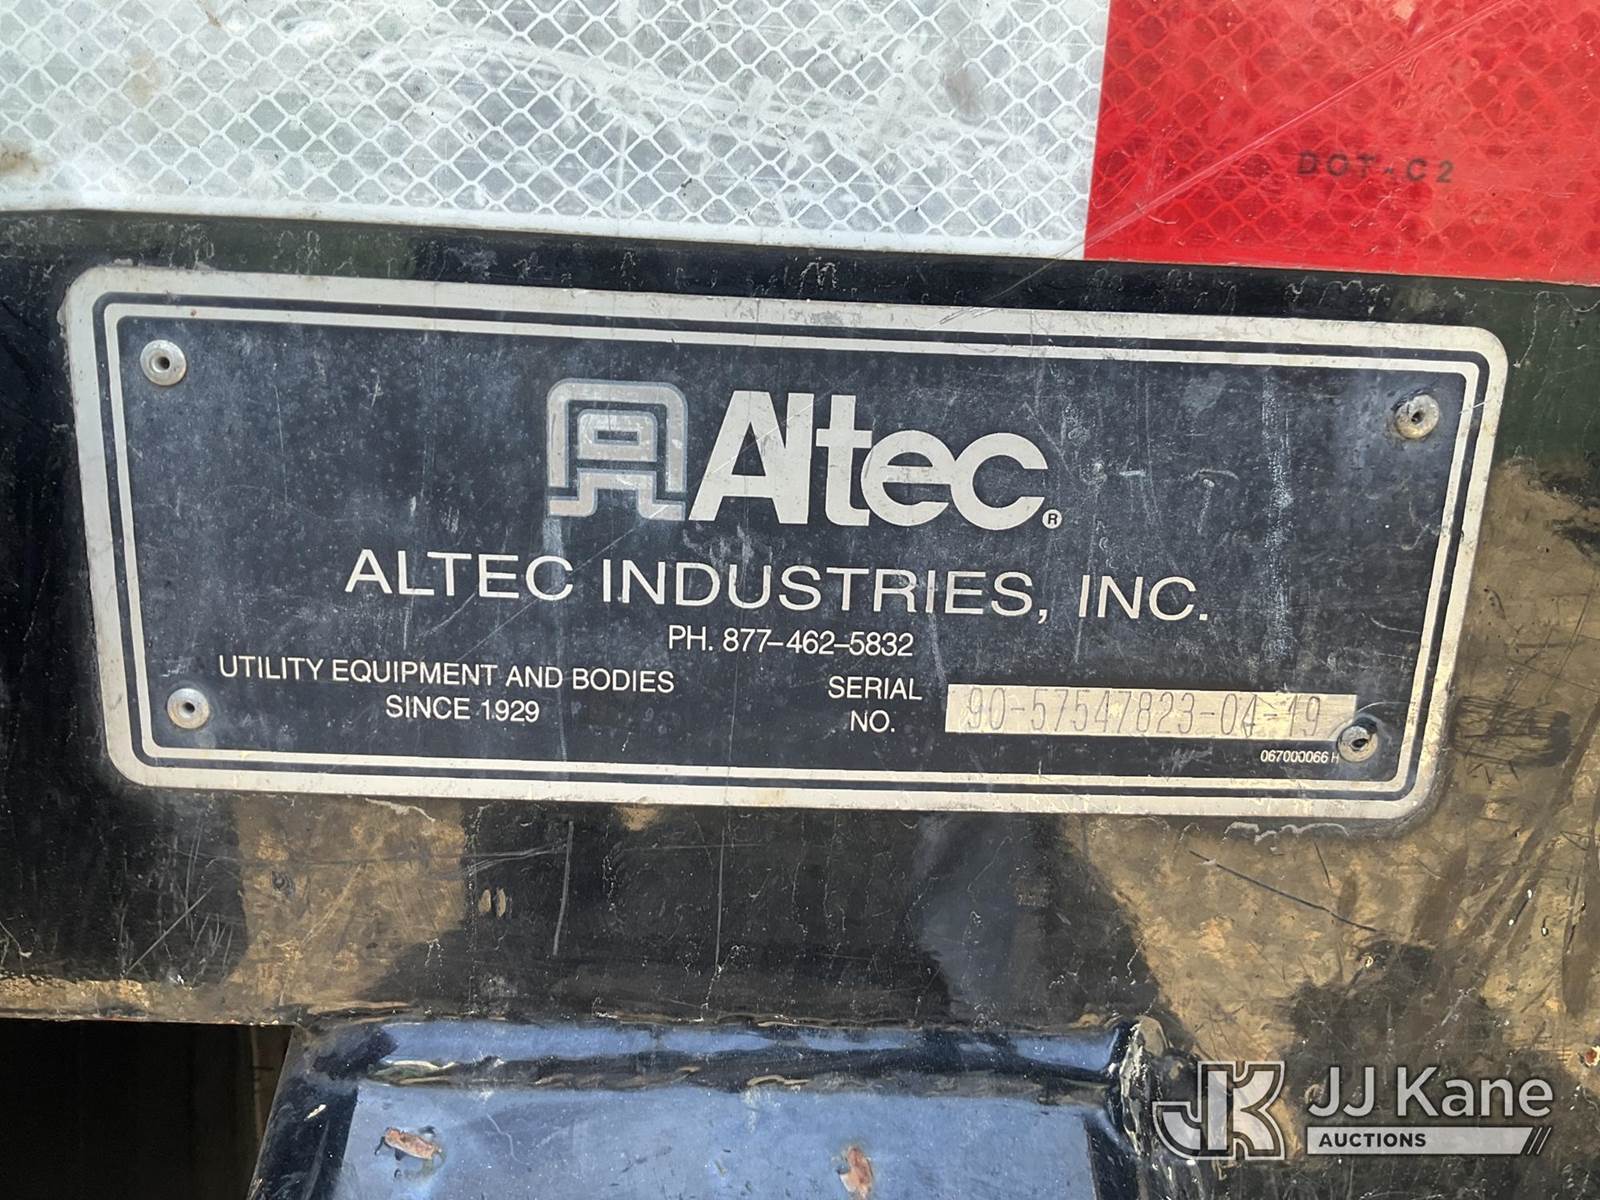 DOT-C2
Altec®
ALTEC INDUSTRIES, INC.
PH. 877-462-5832
UTILITY EQUIPMENT AND BODIES
SINCE 1929
SERIAL
NO.
90-57547823-04-19
067000066 H
JK JJ Kane
AUCTIONS